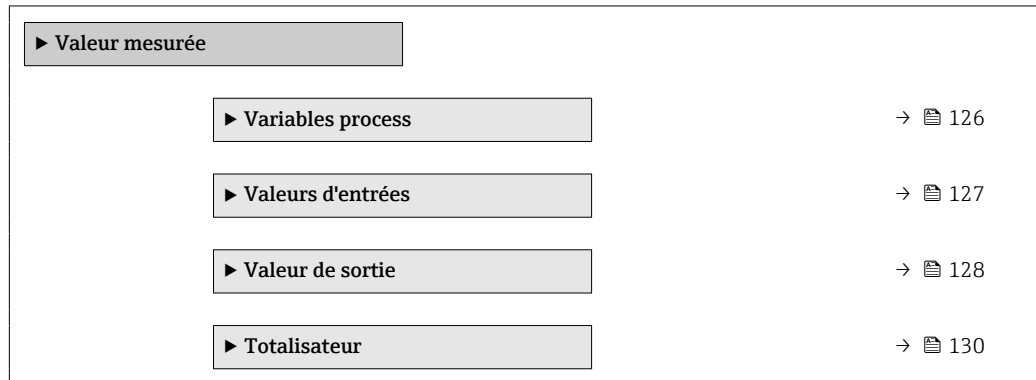 ▶ Valeur mesurée
▶ Variables process → 126
▶ Valeurs d'entrées → 127
▶ Valeur de sortie → 128
▶ Totalisateur → 130